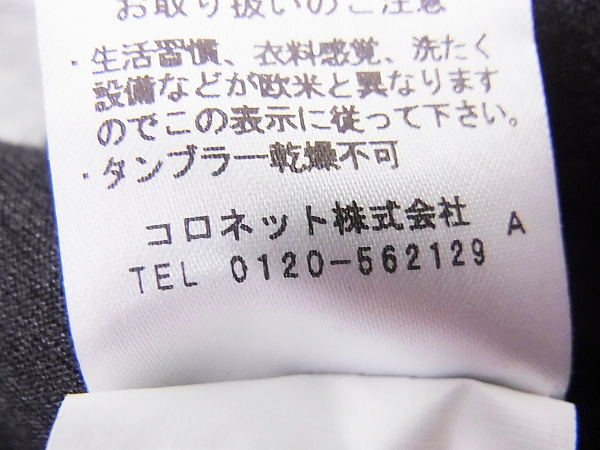 お取り扱いのご注意
・生活習慣、衣料感覚、洗たく
設備などが欧米と異なります
のでこの表示に従って下さい。
・タンブラー乾燥不可
コロネット株式会社 A
TEL 0120-562129